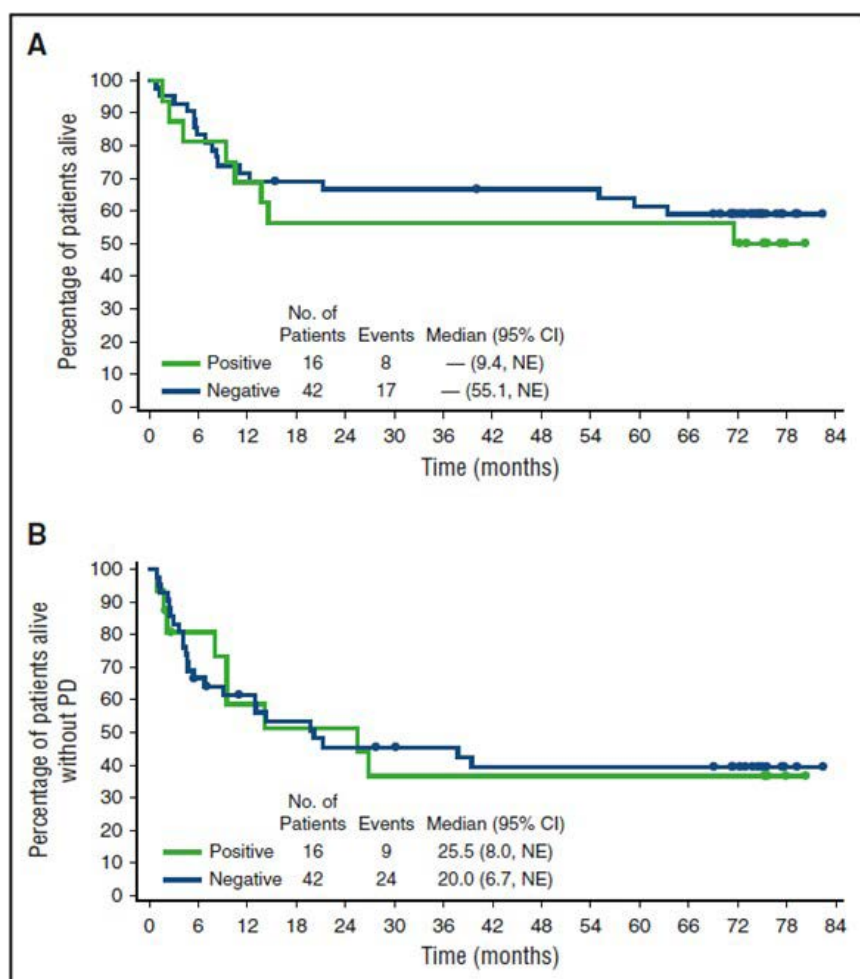 A
Percentage of patients alive
100
90
80
70
60
50
40
30
20
10
0
No. of
Patients Events Median (95% CI)
Positive 16 8 — (9.4, NE)
Negative 42 17 — (55.1, NE)
0 6 12 18 24 30 36 42 48 54 60 66 72 78 84
Time (months)
B
Percentage of patients alive
without PD
100
90
80
70
60
50
40
30
20
10
0
No. of
Patients Events Median (95% CI)
Positive 16 9 25.5 (8.0, NE)
Negative 42 24 20.0 (6.7, NE)
0 6 12 18 24 30 36 42 48 54 60 66 72 78 84
Time (months)